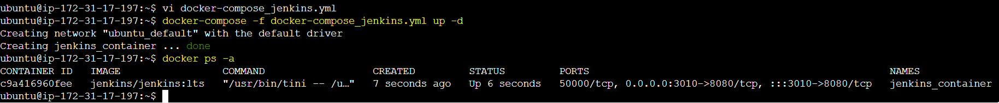 ubuntu@ip-172-31-17-197:~$ vi docker-compose_jenkins.yml
ubuntu@ip-172-31-17-197:~$ docker-compose -f docker-compose_jenkins.yml up -d
Creating network "ubuntu_default" with the default driver
Creating jenkins_container ... done
ubuntu@ip-172-31-17-197:~$ docker ps -a
CONTAINER ID   IMAGE                 COMMAND                  CREATED         STATUS         PORTS                                                  NAMES
c9a416960fee   jenkins/jenkins:lts   "/usr/bin/tini -- /u…"   7 seconds ago   Up 6 seconds   50000/tcp, 0.0.0.0:3010->8080/tcp, :::3010->8080/tcp   jenkins_container
ubuntu@ip-172-31-17-197:~$